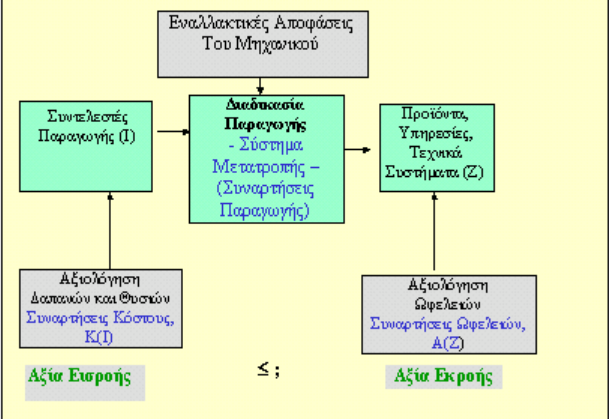 Εναλλακτικές Αποφάσεις
Του Μηχανικού
Συντελεστές
Παραγωγής (Ι)
Διαδικασία
Παραγωγής
- Σύστημα
Μετατροπής –
(Συναρτήσεις
Παραγωγής)
Προϊόντα,
Υπηρεσίες,
Τεχνικά
Συστήματα (Ζ)
Αξιολόγηση
Δαπανών και Θυσιών
Συναρτήσεις Κόστους,
Κ(Ι)
Αξιολόγηση
Ωφελειών
Συναρτήσεις Ωφελειών,
Α(Ζ)
Αξία Εισροής
≤ ;
Αξία Εκροής